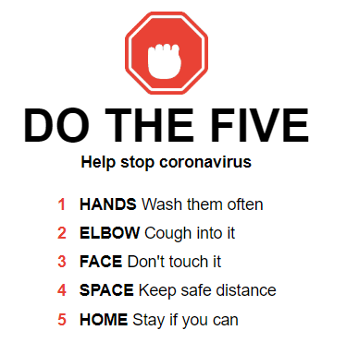 DO THE FIVE
Help stop coronavirus
1 HANDS Wash them often
2 ELBOW Cough into it
3 FACE Don't touch it
4 SPACE Keep safe distance
5 HOME Stay if you can